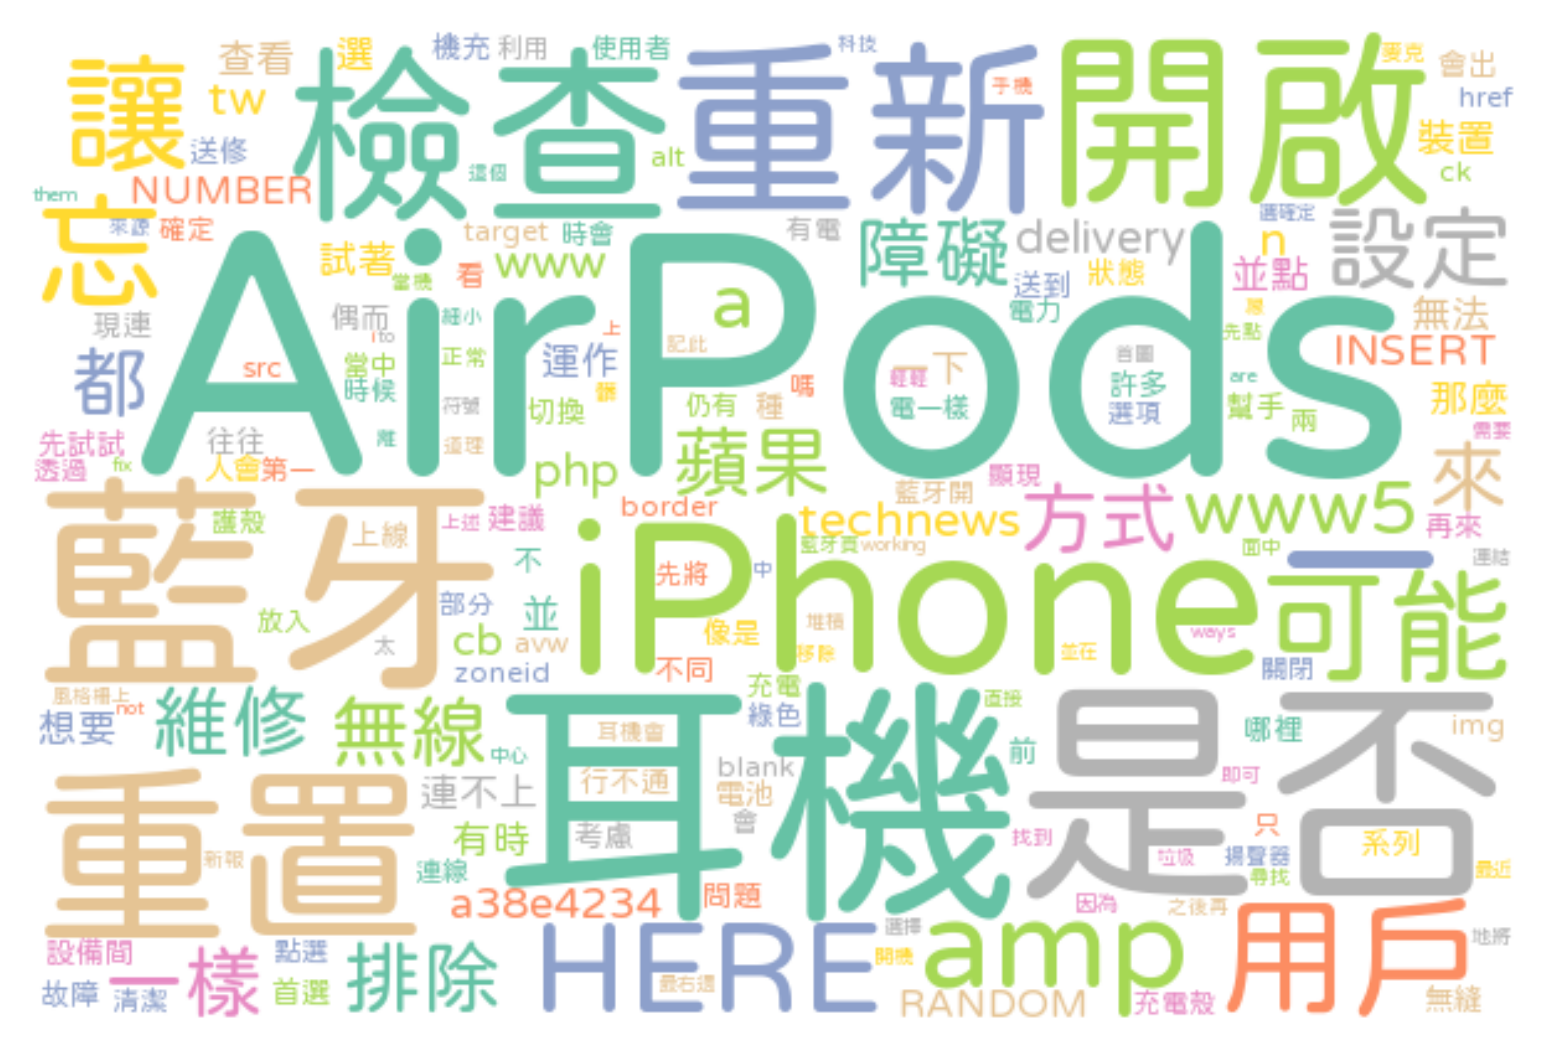 讓
查看
選
機充
利用
使用者
科技
麥克
會出
tw
檢查
重新
手機
開啟
href
送修
這個
alt
裝置
ck
them
NUMBER
來源
確定
target
時會
有電
選確定
忘
試著
當機
看
www
障礙
delivery
n
設定
送到
狀態
並點
電力
現連
偶而
細小
AirPods
a
無法
都
src
當中
正常
運作
上
記此
一下
首圖
先點
INSERT
時候
符號
切換
嗎
仍有
種
輕輕
電一樣
許多
選項
are
幫手
兩
那麼
先試試
往往
離
道理
需要
透過
fix
人會
第一
php
蘋果
顯現
來
藍牙
護殼
上線
上述
建議
border
藍牙開
technews
方式
www5
再來
不
iPhone
藍牙頁
working
面中
一
連結
先將
中
可能
放入
部分
並
太
cb
avw
像是
堆積
ways
zoneid
不同
移除
並在
關閉
風格柵上
not
想要
維修
無線
充電
綠色
直接
哪裡
img
中心
耳機
耳機會
前
是否
重置
連不上
行不通
blank
電池
即可
有時
考慮
會
找到
只
系列
新報
連線
垃圾
揚聲器
尋找
最近
a38e4234
問題
因為
之後再
用戶
設備間
一樣
點選
排除
HERE
選擇
amp
地將
故障
清潔
首選
最右邊
開機
RANDOM
充電殼
無縫